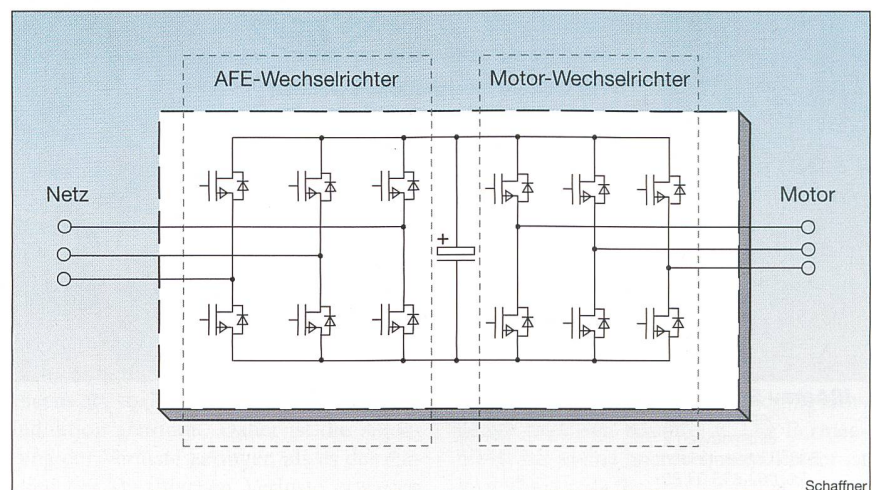 AFE-Wechselrichter
Motor-Wechselrichter
Netz
Motor
+
Schaffner